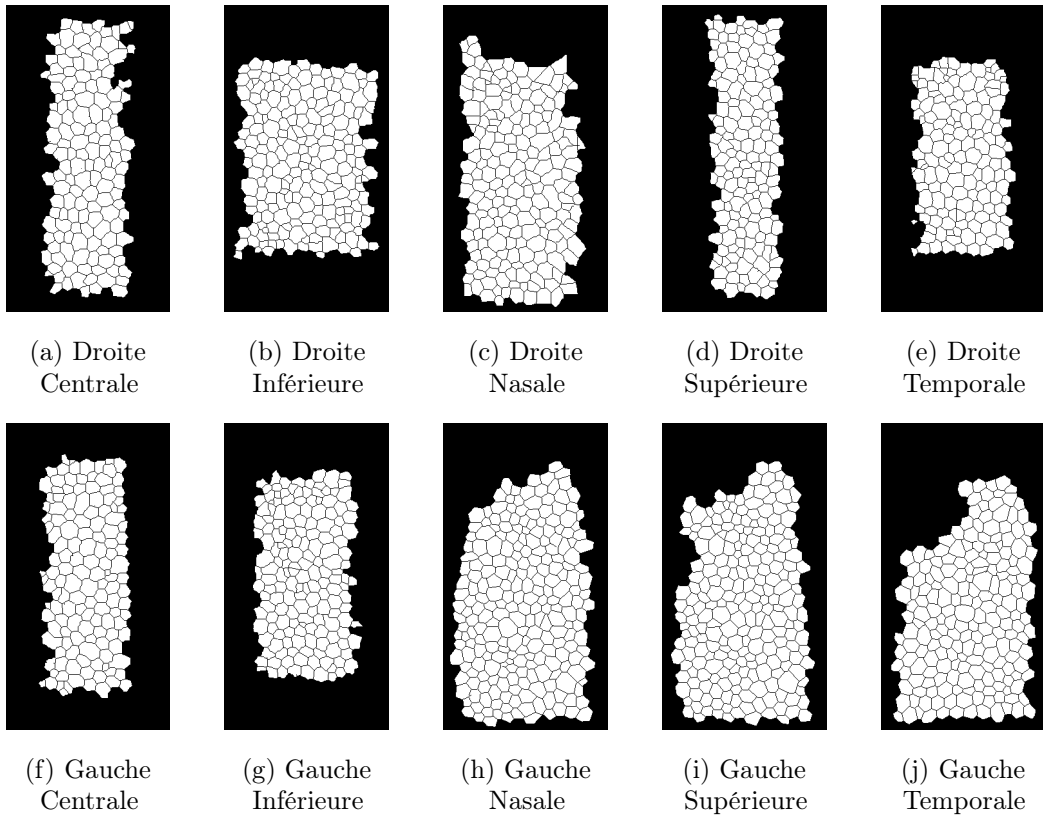 (a) Droite
Centrale
(b) Droite
Inférieure
(c) Droite
Nasale
(d) Droite
Supérieure
(e) Droite
Temporale
(f) Gauche
Centrale
(g) Gauche
Inférieure
(h) Gauche
Nasale
(i) Gauche
Supérieure
(j) Gauche
Temporale